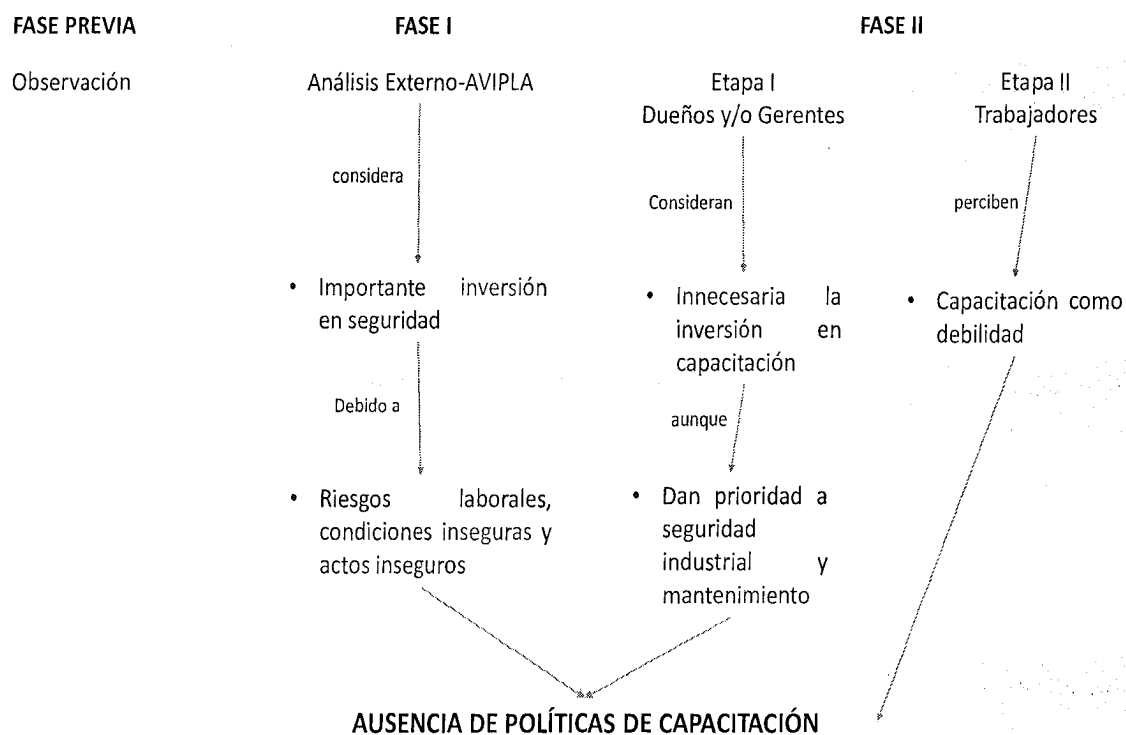 FASE PREVIA
FASE I
FASE II
Observación
Análisis Externo-AVIPLA
Etapa I
Dueños y/o Gerentes
Etapa II
Trabajadores
considera
Consideran
perciben
• Importante inversión
en seguridad
• Innecesaria la
inversión en
capacitación
• Capacitación como
debilidad
Debido a
aunque
• Riesgos laborales,
condiciones inseguras y
actos inseguros
• Dan prioridad a
seguridad
industrial y
mantenimiento
AUSENCIA DE POLÍTICAS DE CAPACITACIÓN